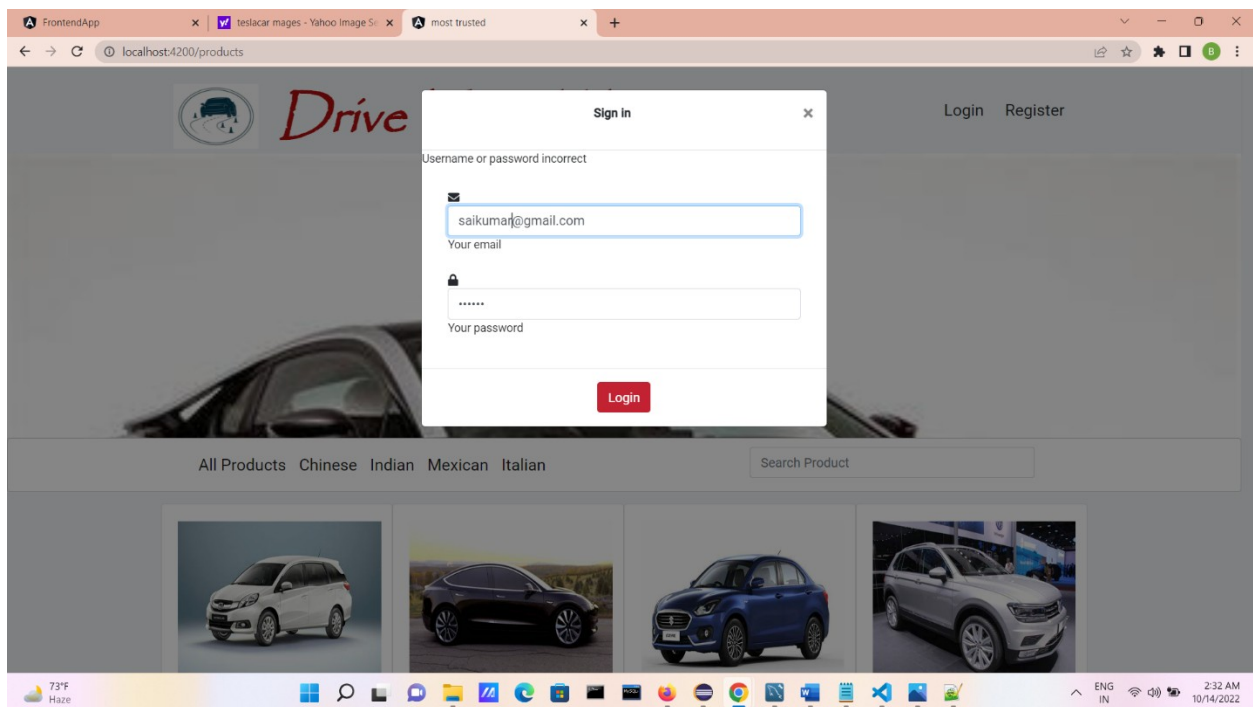 FrontendApp
teslacar mages - Yahoo Image Se
most trusted
localhost:4200/products
B
Drive
Sign in
Login Register
Username or password incorrect
saikumar@gmail.com
Your email
••••••
Your password
Login
All Products Chinese Indian Mexican Italian
Search Product
73°F
Haze
ENG
IN
2:32 AM
10/14/2022